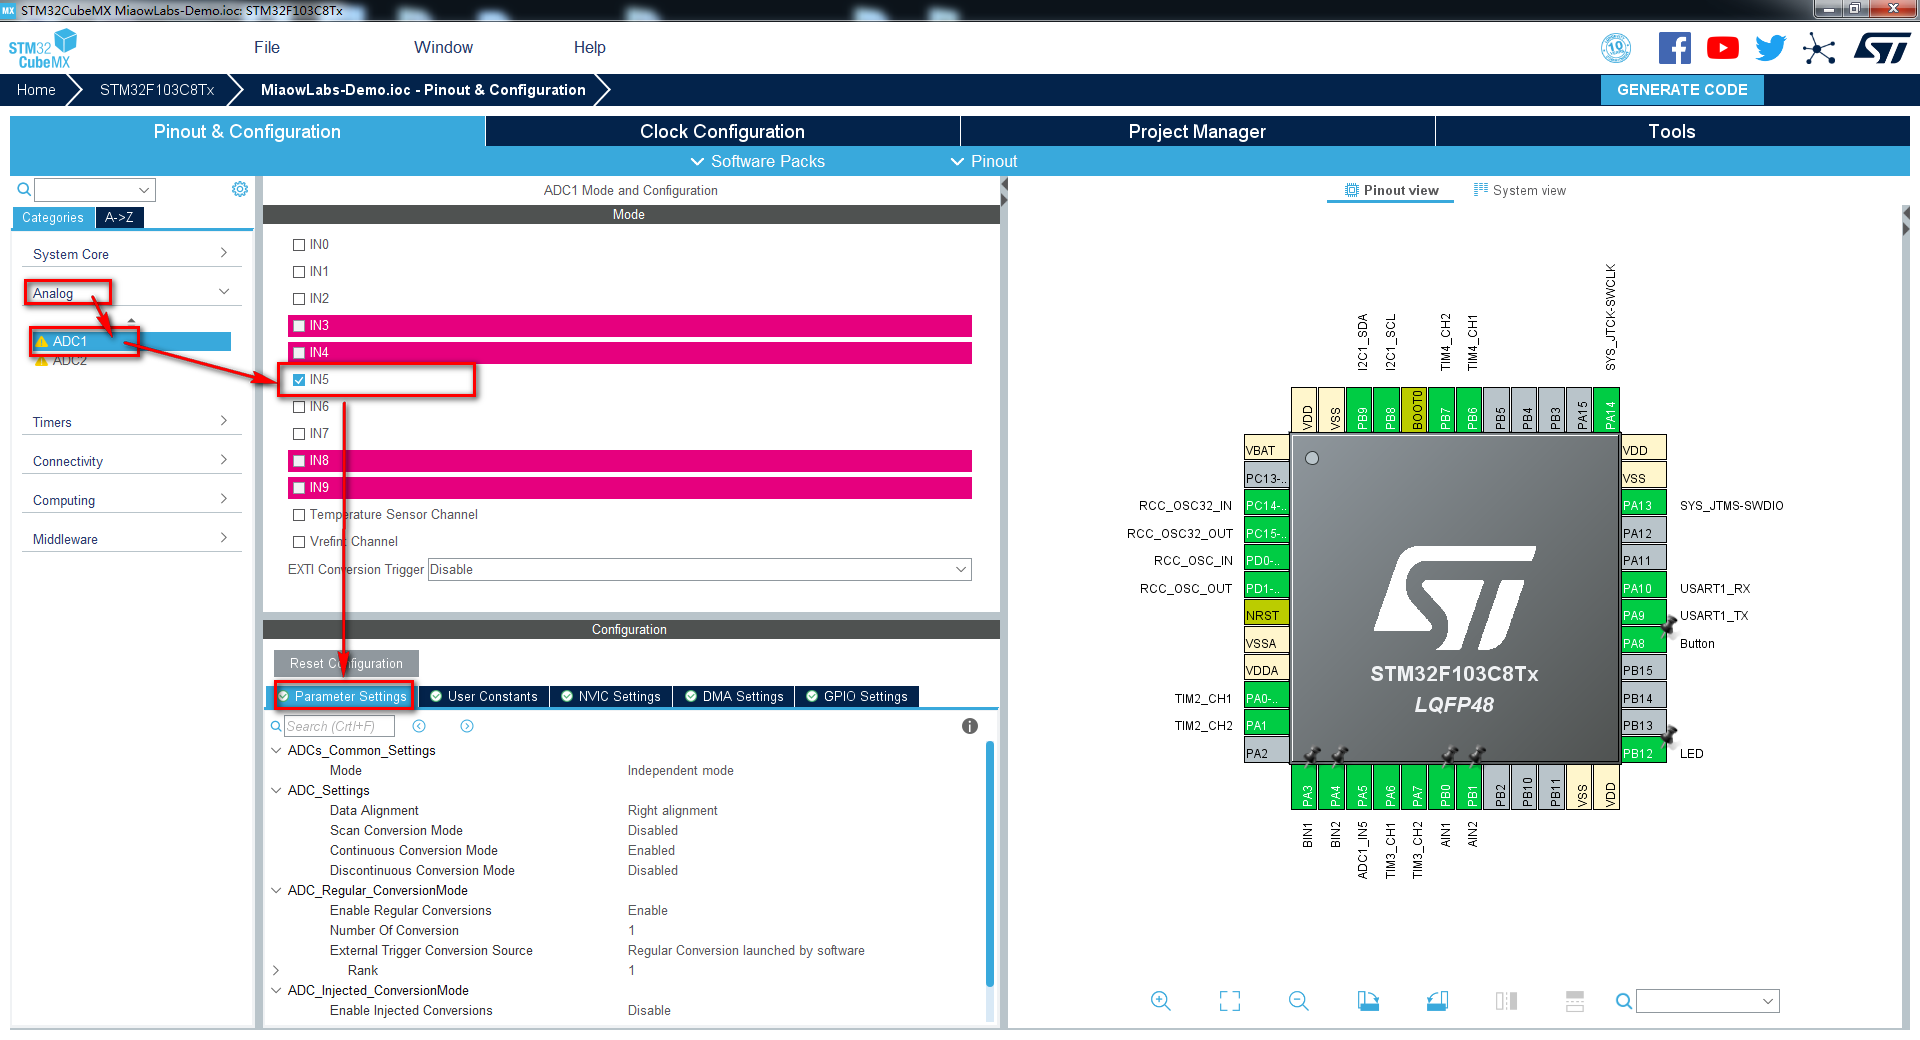 MX STM32CubeMX MiaowLabs-Demo.ioc: STM32F103C8Tx
STM32
CubeMX
File
Window
Help
10
ST
Home
STM32F103C8Tx
MiaowLabs-Demo.ioc - Pinout & Configuration
GENERATE CODE
Pinout & Configuration
Clock Configuration
Project Manager
Tools
Software Packs
Pinout
Categories
A->Z
System Core
Analog
ADC1
ADC2
Timers
Connectivity
Computing
Middleware
ADC1 Mode and Configuration
Mode
IN0
IN1
IN2
IN3
IN4
IN5
IN6
IN7
IN8
IN9
Temperature Sensor Channel
Vrefint Channel
EXTI Conversion Trigger Disable
Configuration
Reset Configuration
Parameter Settings
User Constants
NVIC Settings
DMA Settings
GPIO Settings
Search (Crtl+F)
ADCs_Common_Settings
Mode Independent mode
ADC_Settings
Data Alignment Right alignment
Scan Conversion Mode Disabled
Continuous Conversion Mode Enabled
Discontinuous Conversion Mode Disabled
ADC_Regular_ConversionMode
Enable Regular Conversions Enable
Number Of Conversion 1
External Trigger Conversion Source Regular Conversion launched by software
Rank 1
ADC_Injected_ConversionMode
Enable Injected Conversions Disable
Pinout view
System view
I2C1_SDA
I2C1_SCL
TIM4_CH2
TIM4_CH1
SYS_JTCK-SWCLK
VDD
VSS
PB9
PB8
BOOT0
PB7
PB6
PB5
PB4
PB3
PA15
PA14
VBAT
PC13-..
RCC_OSC32_IN PC14-..
RCC_OSC32_OUT PC15-..
RCC_OSC_IN PD0-..
RCC_OSC_OUT PD1-..
NRST
VSSA
VDDA
TIM2_CH1 PA0-..
TIM2_CH2 PA1
PA2
ST
STM32F103C8Tx
LQFP48
VDD
VSS
PA13 SYS_JTMS-SWDIO
PA12
PA11
PA10 USART1_RX
PA9 USART1_TX
PA8 Button
PB15
PB14
PB13
PB12 LED
PA3
PA4
PA5
PA6
PA7
PB0
PB1
PB2
PB10
PB11
VSS
VDD
BIN1
BIN2
ADC1_IN5
TIM3_CH1
TIM3_CH2
AIN1
AIN2